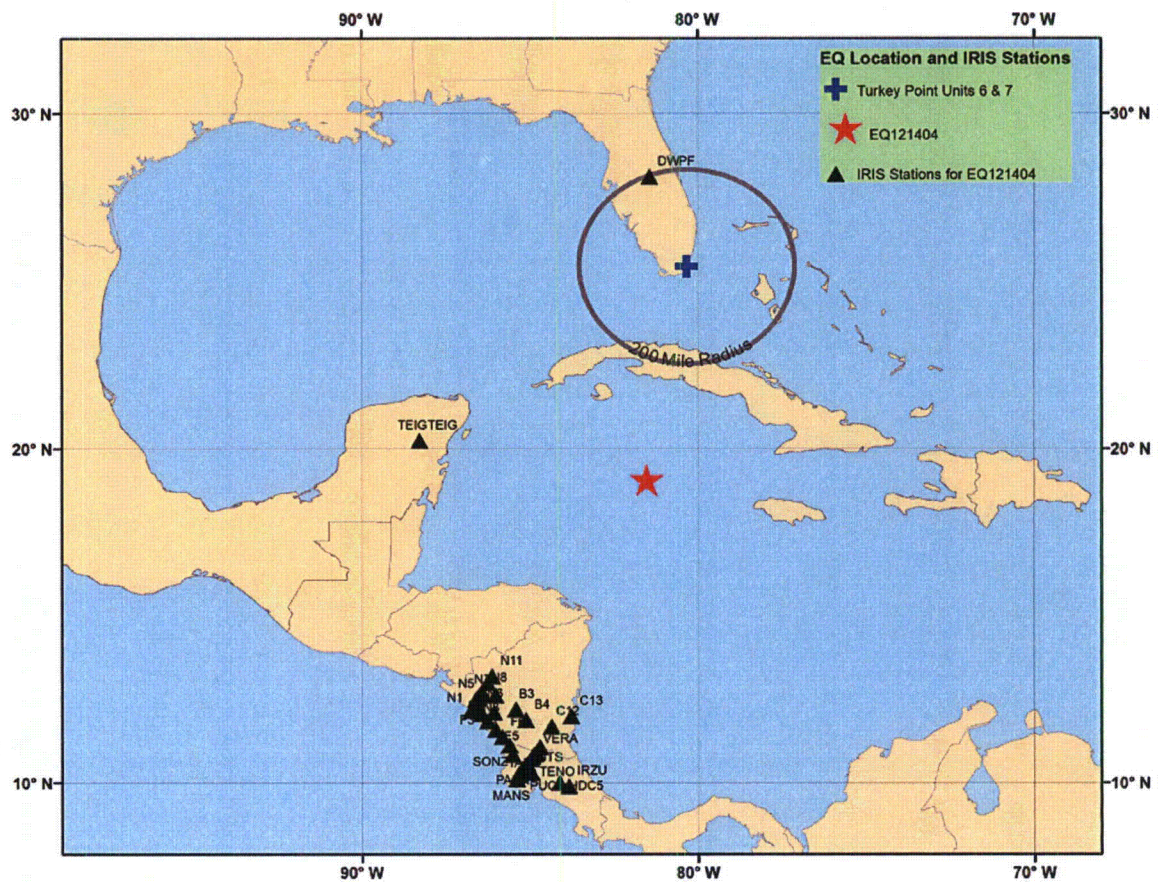 90° W 80° W 70° W
EQ Location and IRIS Stations
Turkey Point Units 6 & 7
EQ121404
IRIS Stations for EQ121404
30° N 30° N
DWPF
200 Mile Radius
TEIGTEIG
20° N 20° N
N11
N5
N1
B3
B4
C13
C12
VERA
TENO IRZU
MANS
10° N 10° N
90° W 80° W 70° W